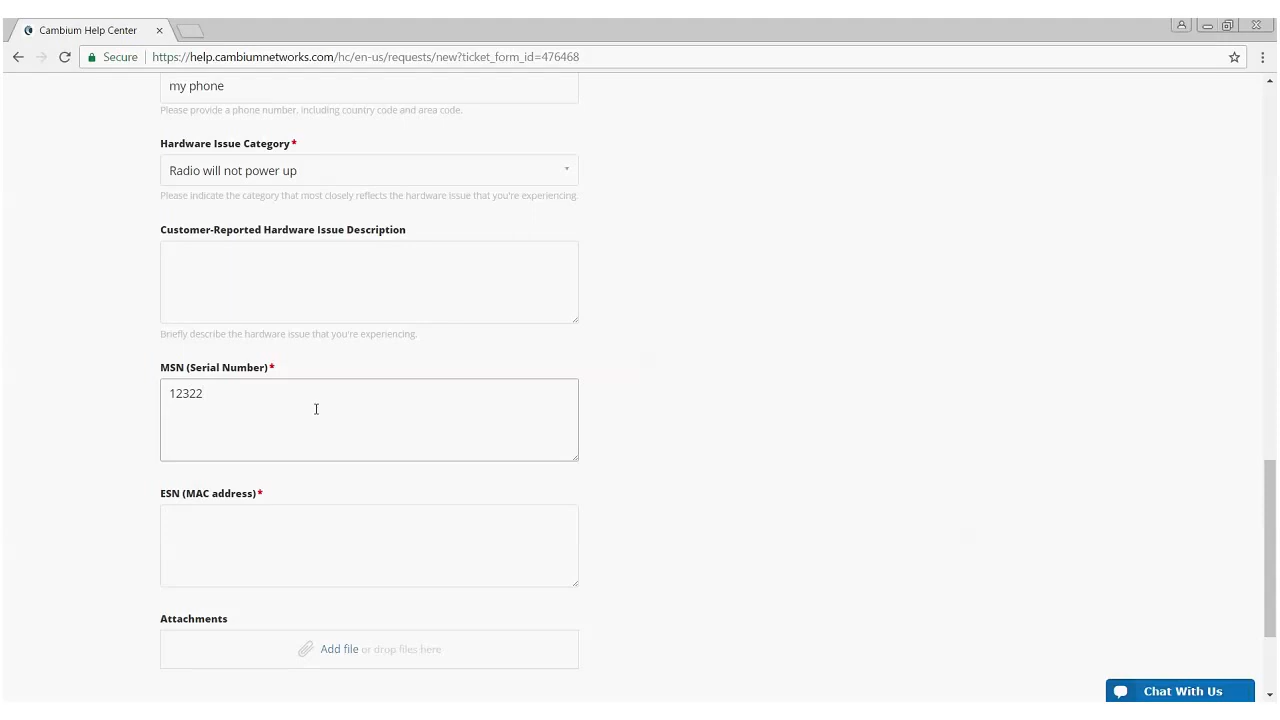 Cambium Help Center
Secure https://help.cambiumnetworks.com/hc/en-us/requests/new?ticket_form_id=476468
my phone
Please provide a phone number, including country code and area code.
Hardware Issue Category*
Radio will not power up
Please indicate the category that most closely reflects the hardware issue that you're experiencing.
Customer-Reported Hardware Issue Description
Briefly describe the hardware issue that you're experiencing.
MSN (Serial Number)*
12322
ESN (MAC address)*
Attachments
Add file or drop files here
Chat With Us